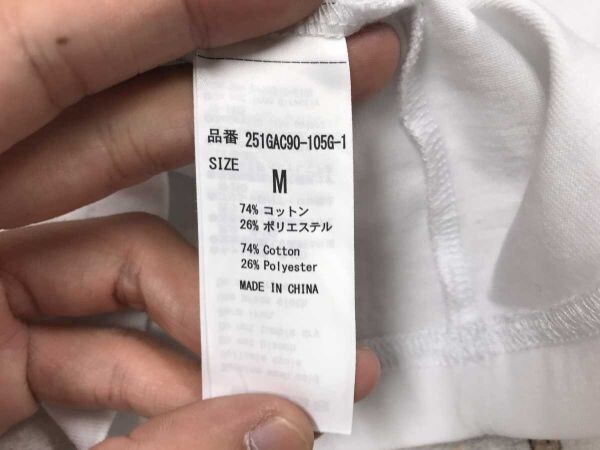 品番 251GAC90-105G-1
SIZE
M
74% コットン
26% ポリエステル
74% Cotton
26% Polyester
MADE IN CHINA